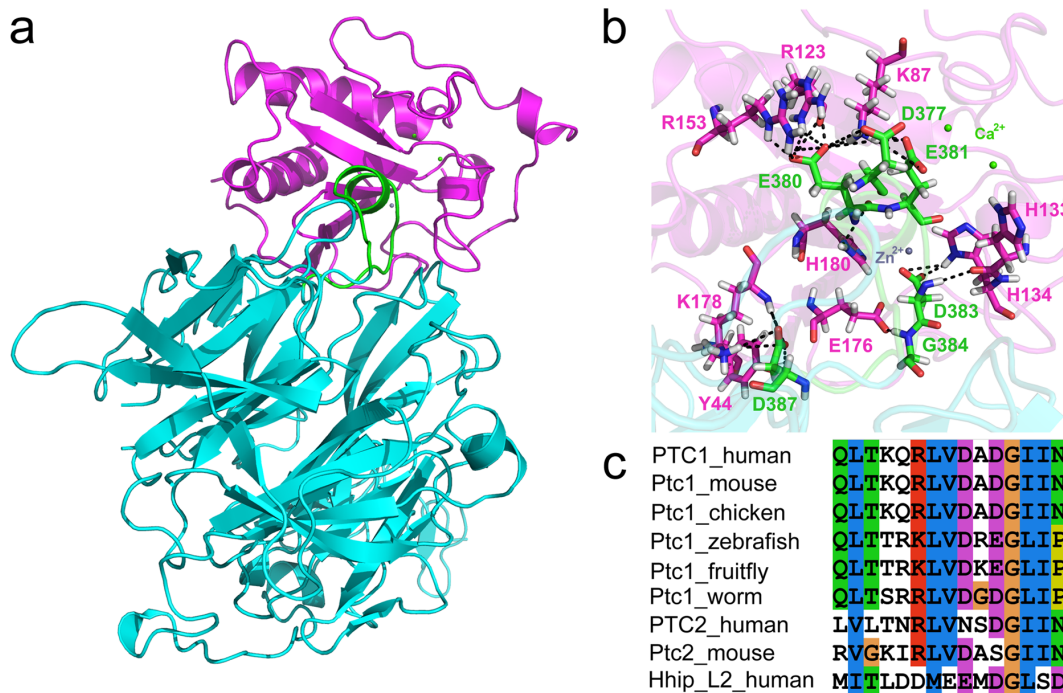 a
b
R123
K87
D377
R153
Ca²⁺
E381
E380
H133
Zn²⁺
H180
K178
H134
D383
E176
G384
Y44
D387
c
PTC1_human QLTKQRLVDADGIIN
Ptc1_mouse QLTKQRLVDADGIIN
Ptc1_chicken QLTKQRLVDADGIIN
Ptc1_zebrafish QLTTRKLVDREGLIP
Ptc1_fruitfly QLTTRKLVDKEGLIP
Ptc1_worm QLTSRRLVDGDGLIP
PTC2_human LVLTNRLVNSDGIIN
Ptc2_mouse RVGKIRLVDASGIIN
Hhip_L2_human MITLDDMEEMDGLSD